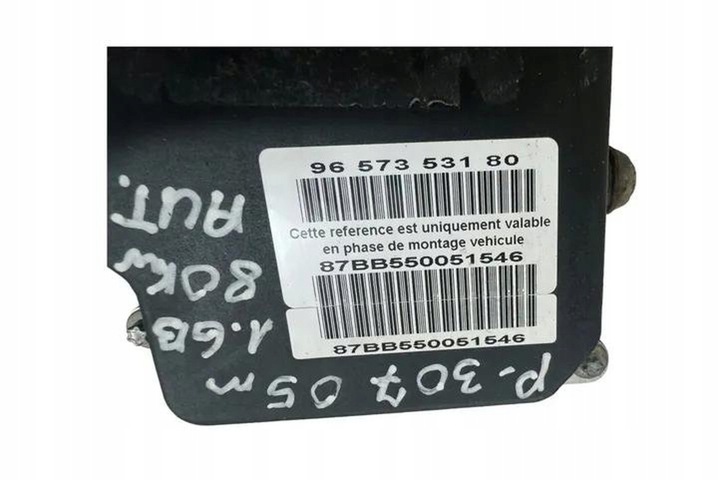 96 573 531 80
Cette reference est uniquement valable
en phase de montage vehicule
87BB550051546
87BB550051546
P-307 05m
1.6B
80Kw
AUT.